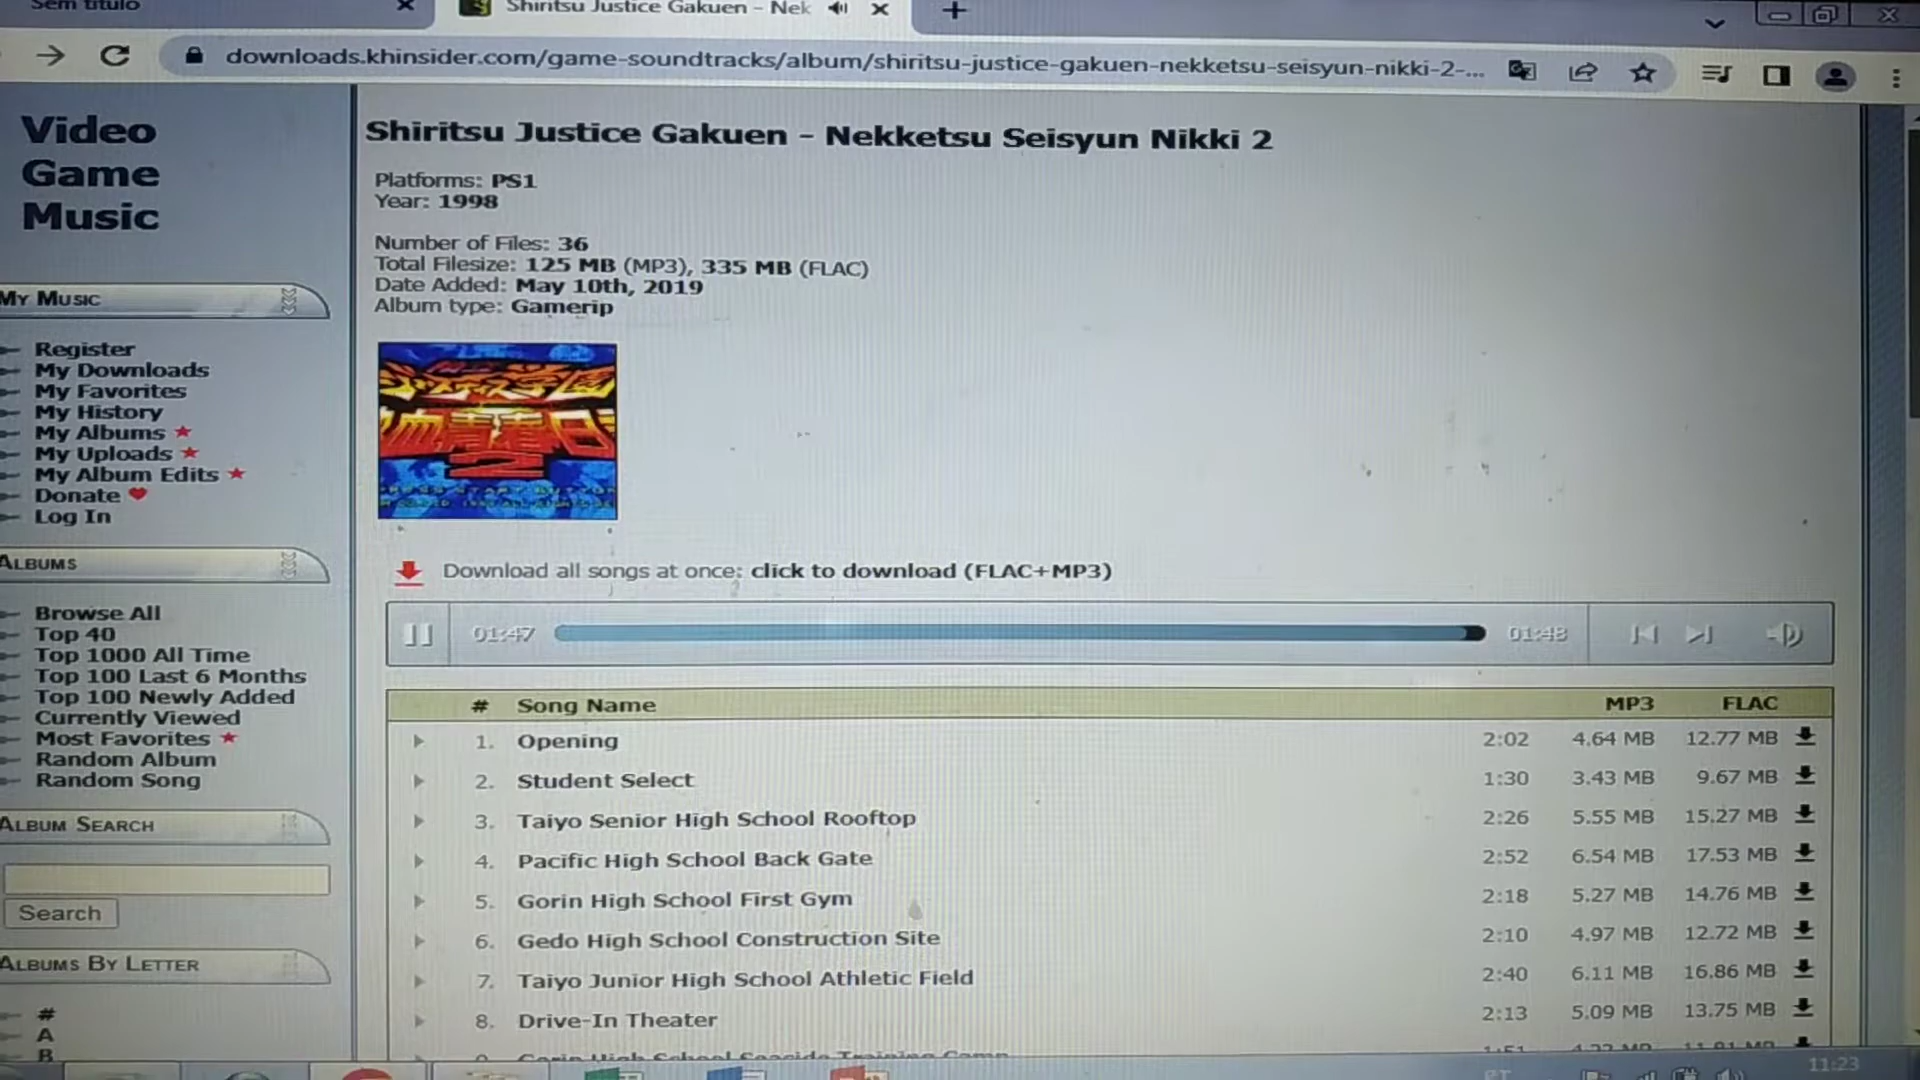 Sem título
Shiritsu Justice Gakuen - Nek
downloads.khinsider.com/game-soundtracks/album/shiritsu-justice-gakuen-nekketsu-seisyun-nikki-2-...
Video
Game
Music
My Music
Register
My Downloads
My Favorites
My History
My Albums
My Uploads
My Album Edits
Donate
Log In
Albums
Browse All
Top 40
Top 1000 All Time
Top 100 Last 6 Months
Top 100 Newly Added
Currently Viewed
Most Favorites
Random Album
Random Song
Album Search
Search
Albums By Letter
#
A
B
Shiritsu Justice Gakuen - Nekketsu Seisyun Nikki 2
Platforms: PS1
Year: 1998
Number of Files: 36
Total Filesize: 125 MB (MP3), 335 MB (FLAC)
Date Added: May 10th, 2019
Album type: Gamerip
Download all songs at once: click to download (FLAC+MP3)
01:47 01:48
# Song Name MP3 FLAC
1. Opening 2:02 4.64 MB 12.77 MB
2. Student Select 1:30 3.43 MB 9.67 MB
3. Taiyo Senior High School Rooftop 2:26 5.55 MB 15.27 MB
4. Pacific High School Back Gate 2:52 6.54 MB 17.53 MB
5. Gorin High School First Gym 2:18 5.27 MB 14.76 MB
6. Gedo High School Construction Site 2:10 4.97 MB 12.72 MB
7. Taiyo Junior High School Athletic Field 2:40 6.11 MB 16.86 MB
8. Drive-In Theater 2:13 5.09 MB 13.75 MB
9. Gorin High School Seaside Training Camp 1:51
PT
11:23